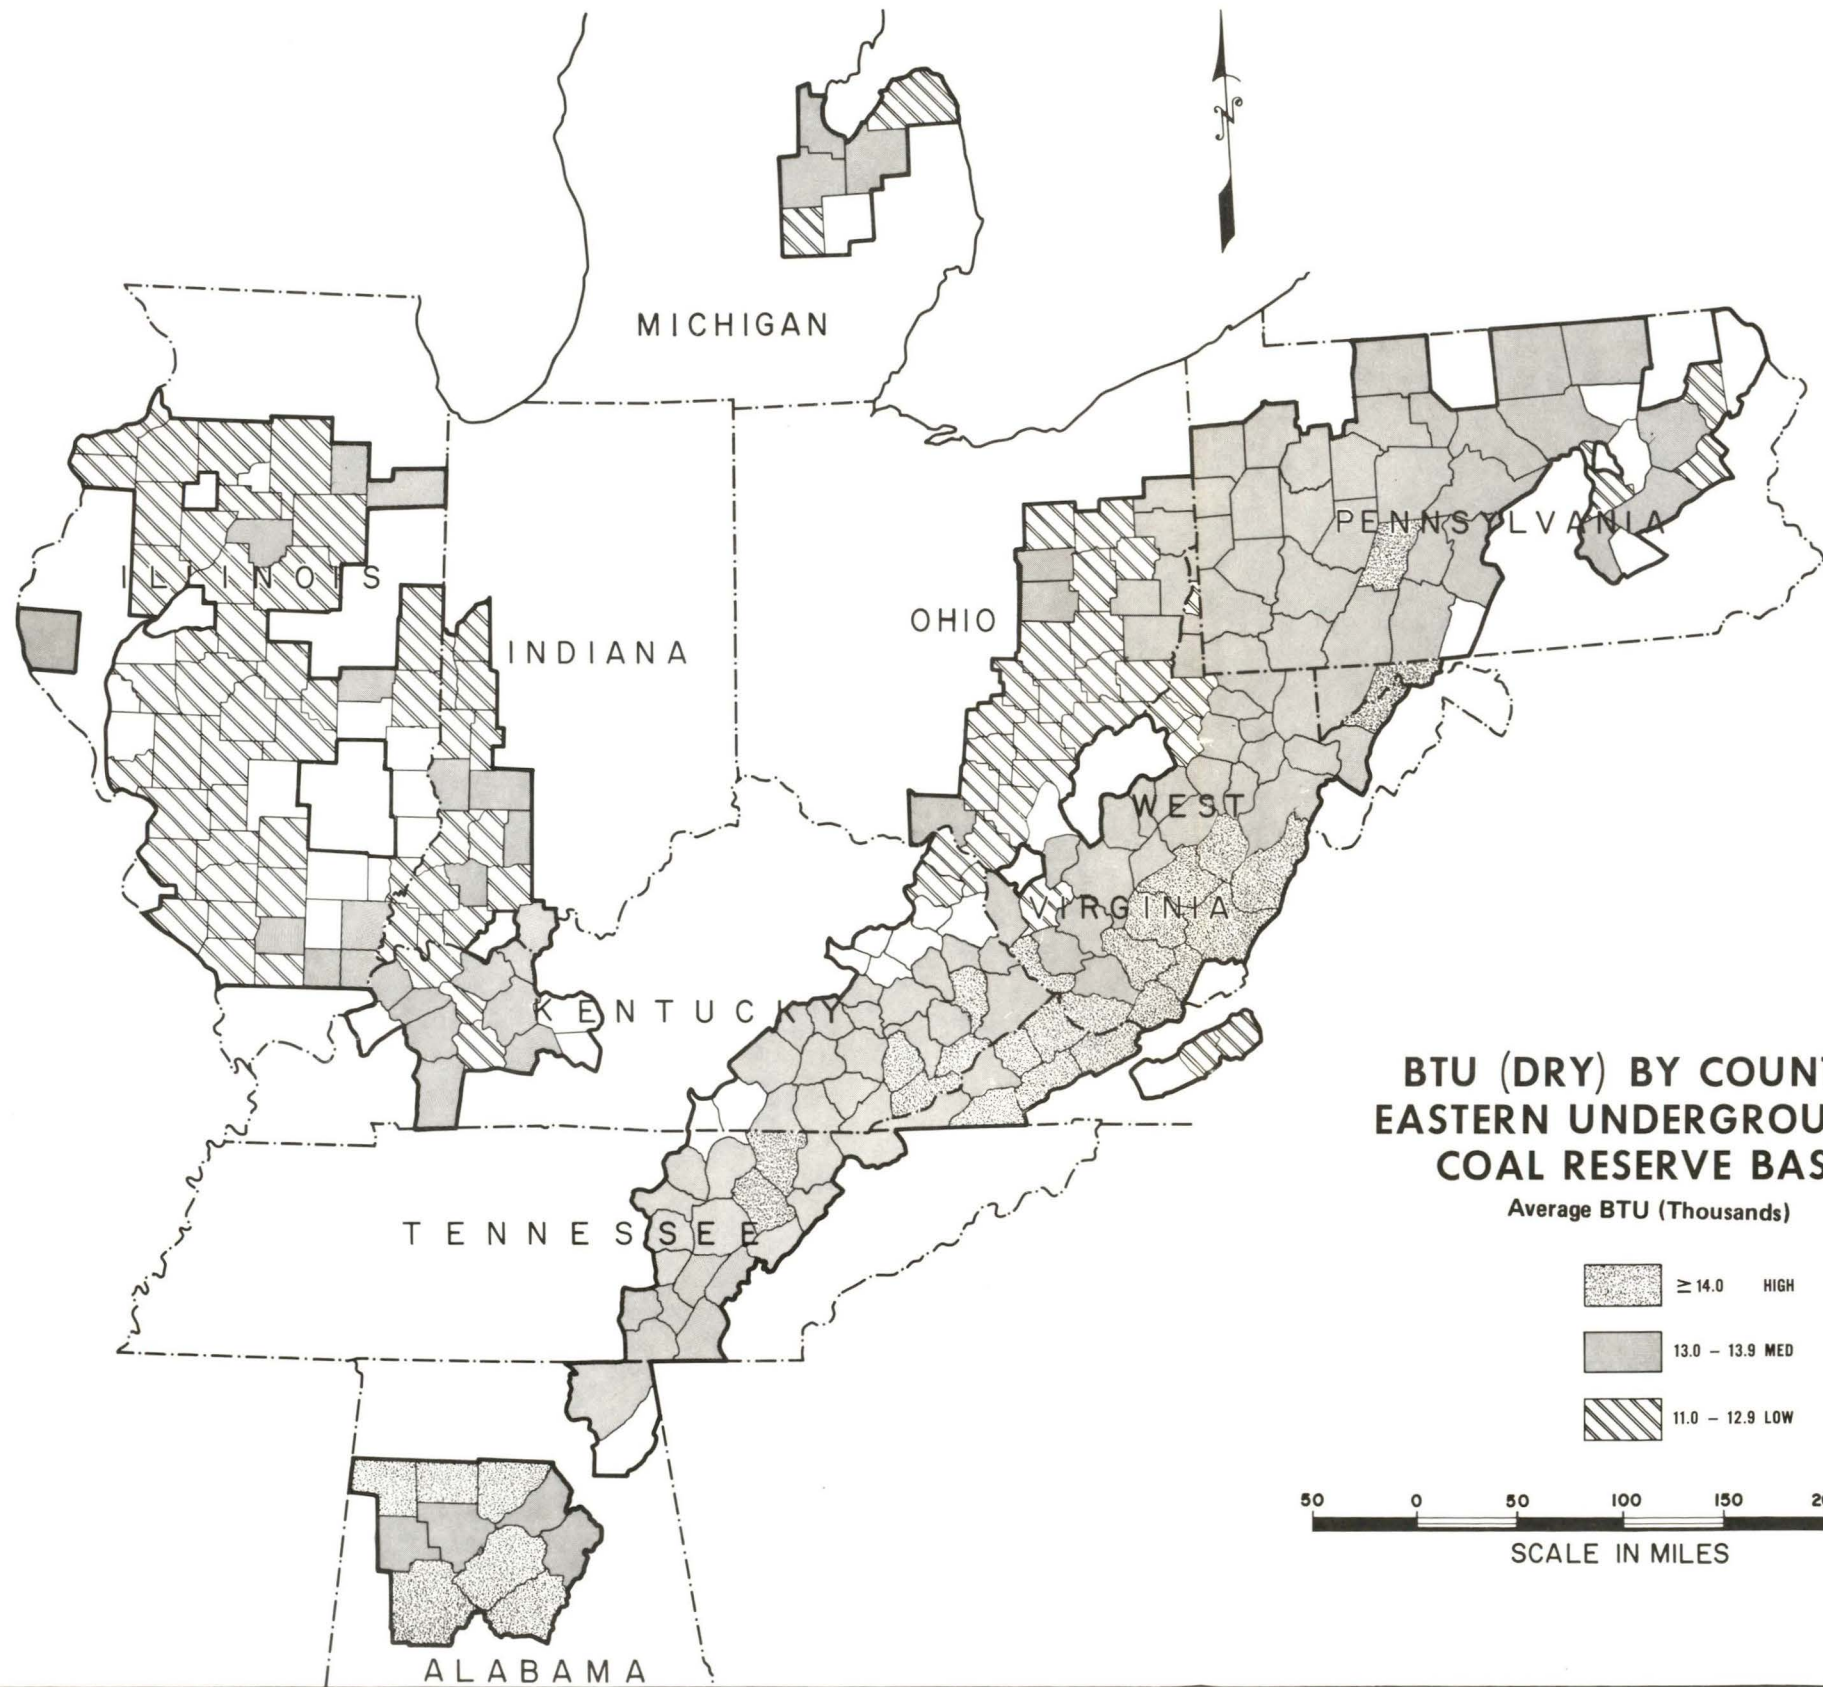 N
MICHIGAN
PENNSYLVANIA
ILLINOIS
INDIANA
OHIO
WEST
VIRGINIA
KENTUCKY
TENNESSEE
ALABAMA
BTU (DRY) BY COUN
EASTERN UNDERGROU
COAL RESERVE BAS
Average BTU (Thousands)
≥ 14.0 HIGH
13.0 – 13.9 MED
11.0 – 12.9 LOW
50 0 50 100 150 2
SCALE IN MILES